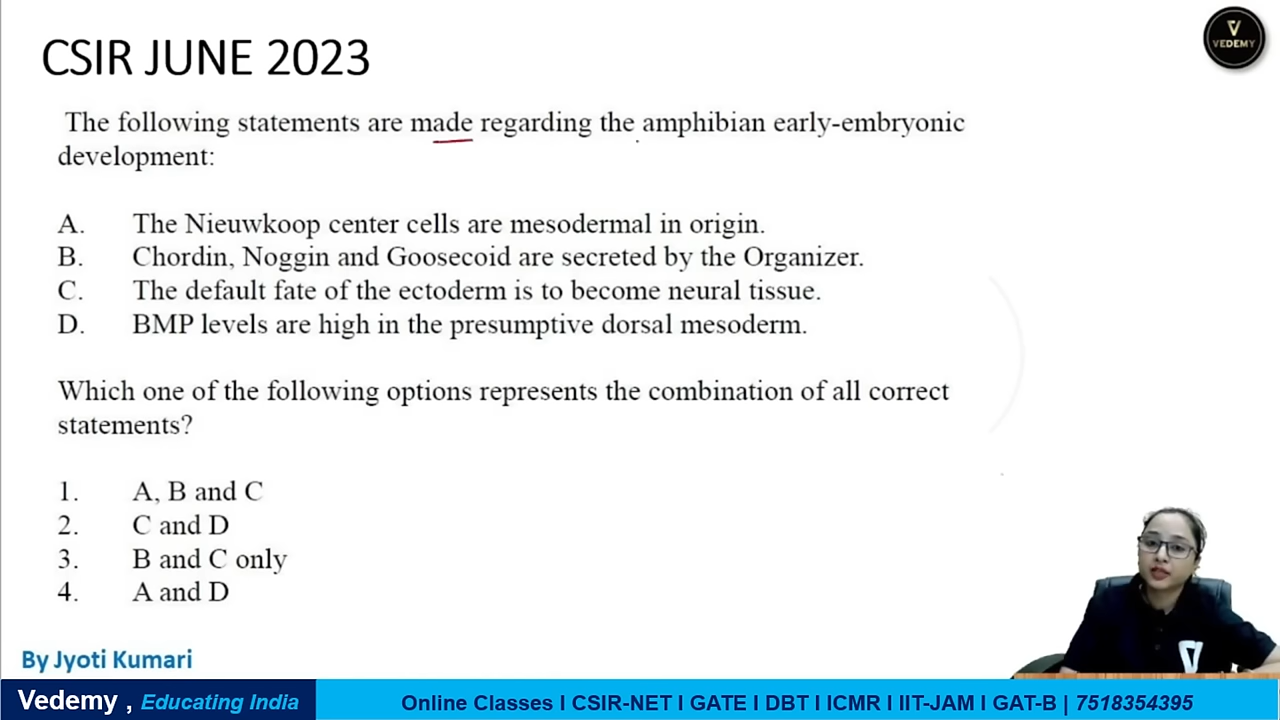 CSIR JUNE 2023
V
VEDEMY
The following statements are made regarding the amphibian early-embryonic
development:
A. The Nieuwkoop center cells are mesodermal in origin.
B. Chordin, Noggin and Goosecoid are secreted by the Organizer.
C. The default fate of the ectoderm is to become neural tissue.
D. BMP levels are high in the presumptive dorsal mesoderm.
Which one of the following options represents the combination of all correct
statements?
1. A, B and C
2. C and D
3. B and C only
4. A and D
By Jyoti Kumari
Vedemy , Educating India
Online Classes I CSIR-NET I GATE I DBT I ICMR I IIT-JAM I GAT-B | 7518354395